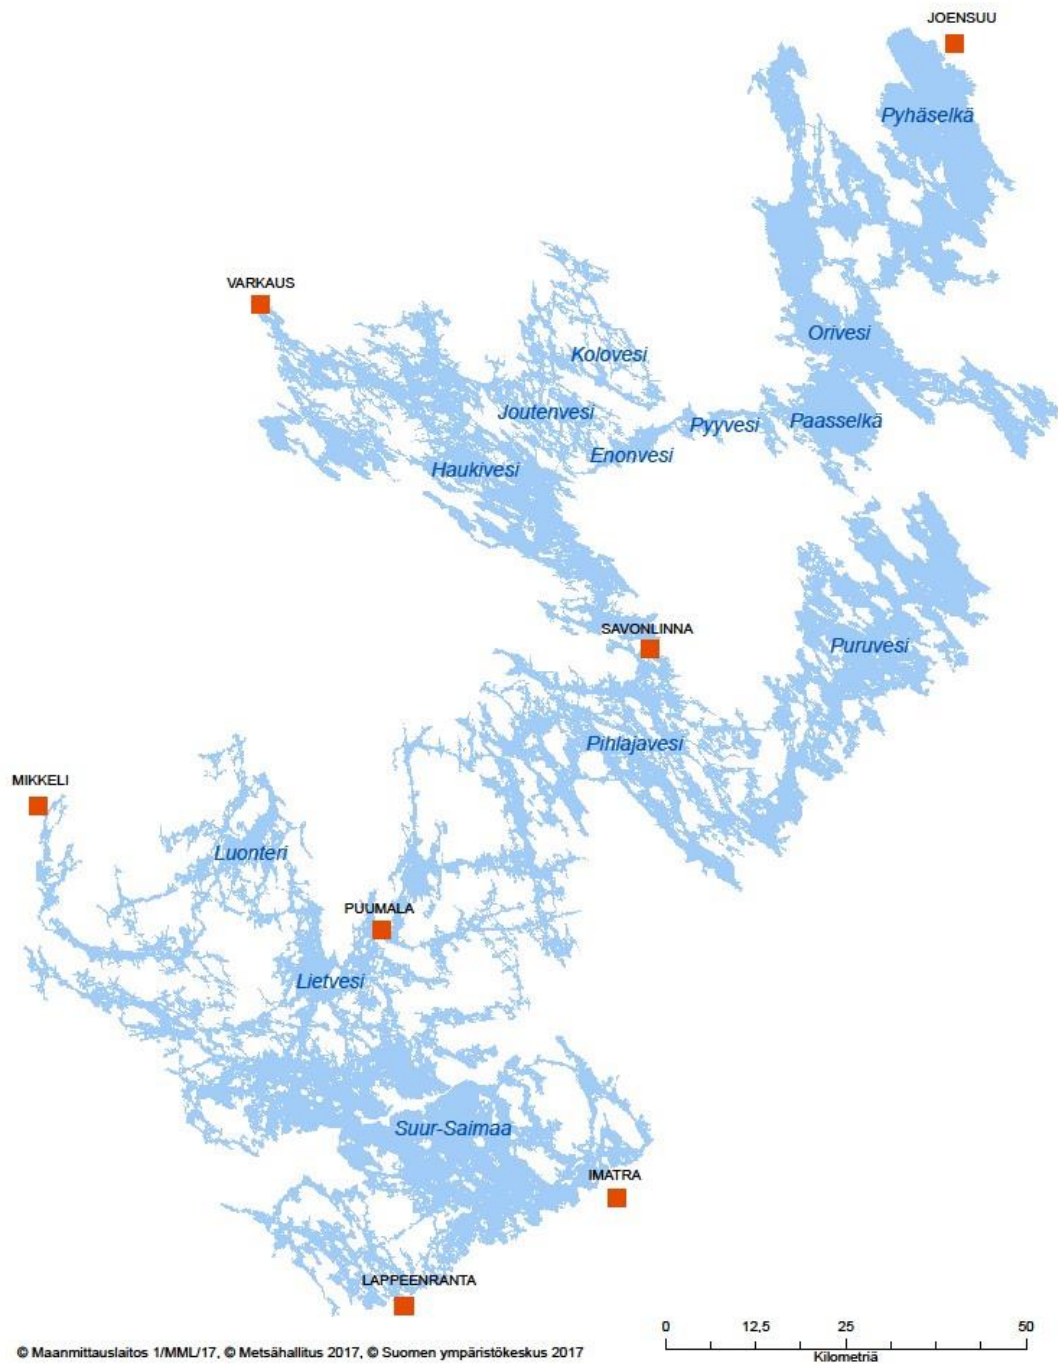 JOENSUU
Pyhäselkä
VARKAUS
Orivesi
Kolovesi
Joutenvesi
Pyyvesi
Paasselkä
Enonvesi
Haukivesi
SAVONLINNA
Puruvesi
Pihlajavesi
MIKKELI
Luonteri
PUUMALA
Lietvesi
Suur-Saimaa
IMATRA
LAPPEENRANTA
0 12,5 25 50
Kilometriä
© Maanmittauslaitos 1/MML/17, © Metsähallitus 2017, © Suomen ympäristökeskus 2017